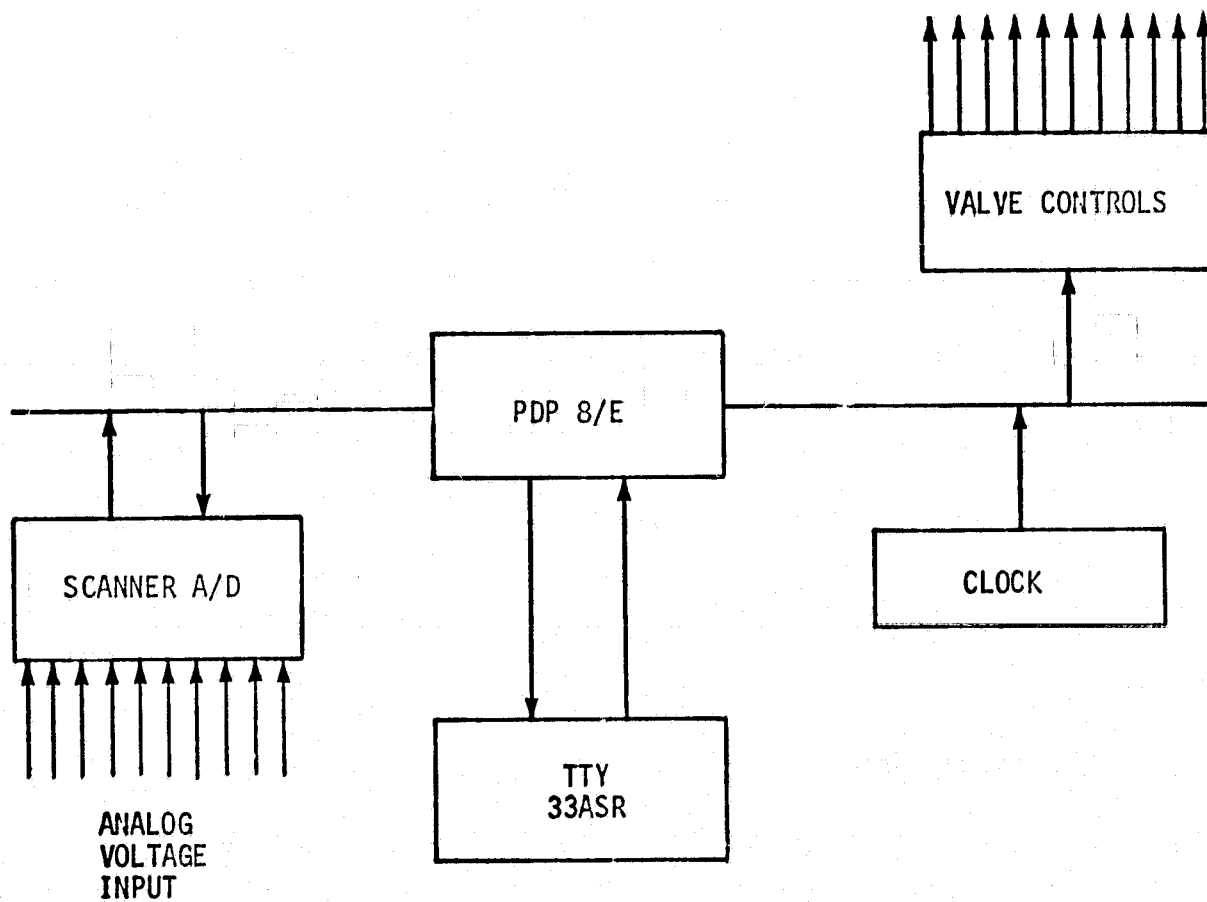 VALVE CONTROLS
PDP 8/E
SCANNER A/D
CLOCK
TTY
33ASR
ANALOG
VOLTAGE
INPUT